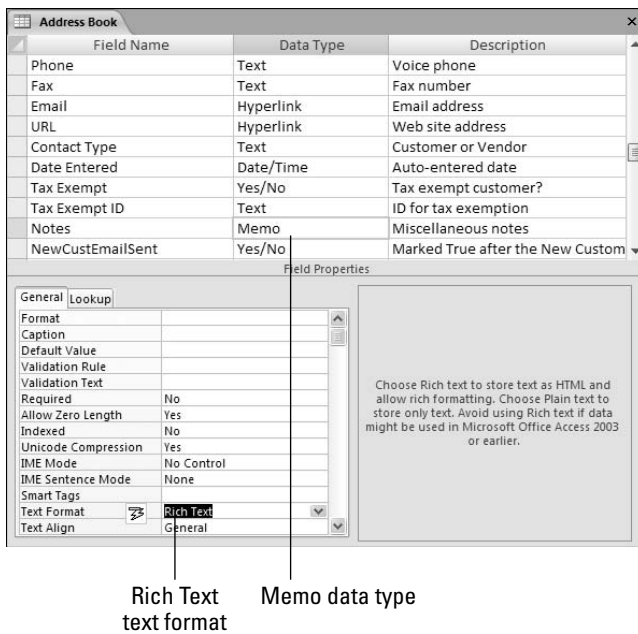 Address Book
Field Name Data Type Description
Phone Text Voice phone
Fax Text Fax number
Email Hyperlink Email address
URL Hyperlink Web site address
Contact Type Text Customer or Vendor
Date Entered Date/Time Auto-entered date
Tax Exempt Yes/No Tax exempt customer?
Tax Exempt ID Text ID for tax exemption
Notes Memo Miscellaneous notes
NewCustEmailSent Yes/No Marked True after the New Custom
Field Properties
General Lookup
Format
Caption
Default Value
Validation Rule
Validation Text
Required No
Allow Zero Length Yes
Indexed No
Unicode Compression Yes
IME Mode No Control
IME Sentence Mode None
Smart Tags
Text Format Rich Text
Text Align General
Choose Rich text to store text as HTML and
allow rich formatting. Choose Plain text to
store only text. Avoid using Rich text if data
might be used in Microsoft Office Access 2003
or earlier.
Rich Text
text format
Memo data type